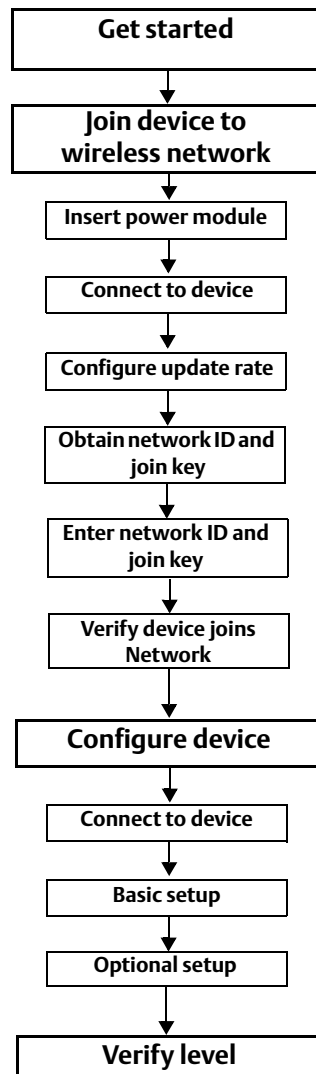 Get started
Join device to
wireless network
Insert power module
Connect to device
Configure update rate
Obtain network ID and
join key
Enter network ID and
join key
Verify device joins
Network
Configure device
Connect to device
Basic setup
Optional setup
Verify level